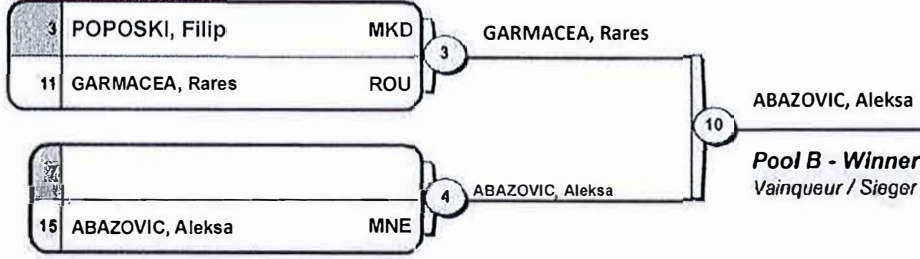 3 POPOSKI, Filip MKD
3
GARMACEA, Rares
11 GARMACEA, Rares ROU
10
ABAZOVIC, Aleksa
Pool B - Winner
Vainqueur / Sieger
7
4
ABAZOVIC, Aleksa
15 ABAZOVIC, Aleksa MNE